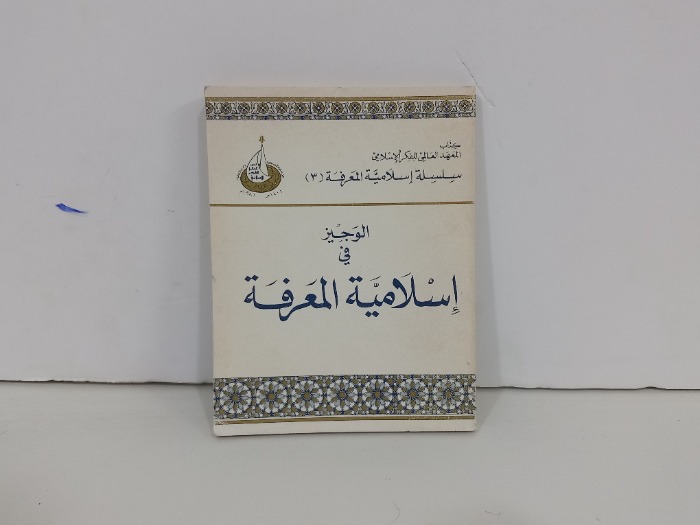 كتاب
المعهد العالمي للفكر الإسلامي
سلسلة إسلامية المعرفة (٣)
الوجيز
في
إسلامية المعرفة